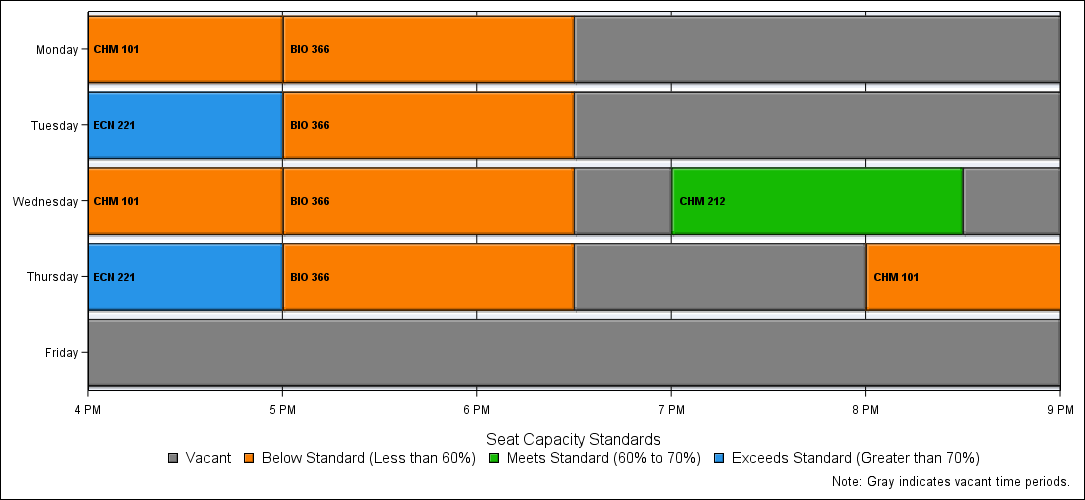 Monday CHM 101 BIO 366
Tuesday ECN 221 BIO 366
Wednesday CHM 101 BIO 366 CHM 212
Thursday ECN 221 BIO 366 CHM 101
Friday
4 PM 5 PM 6 PM 7 PM 8 PM 9 PM
Seat Capacity Standards
Vacant Below Standard (Less than 60%) Meets Standard (60% to 70%) Exceeds Standard (Greater than 70%)
Note: Gray indicates vacant time periods.